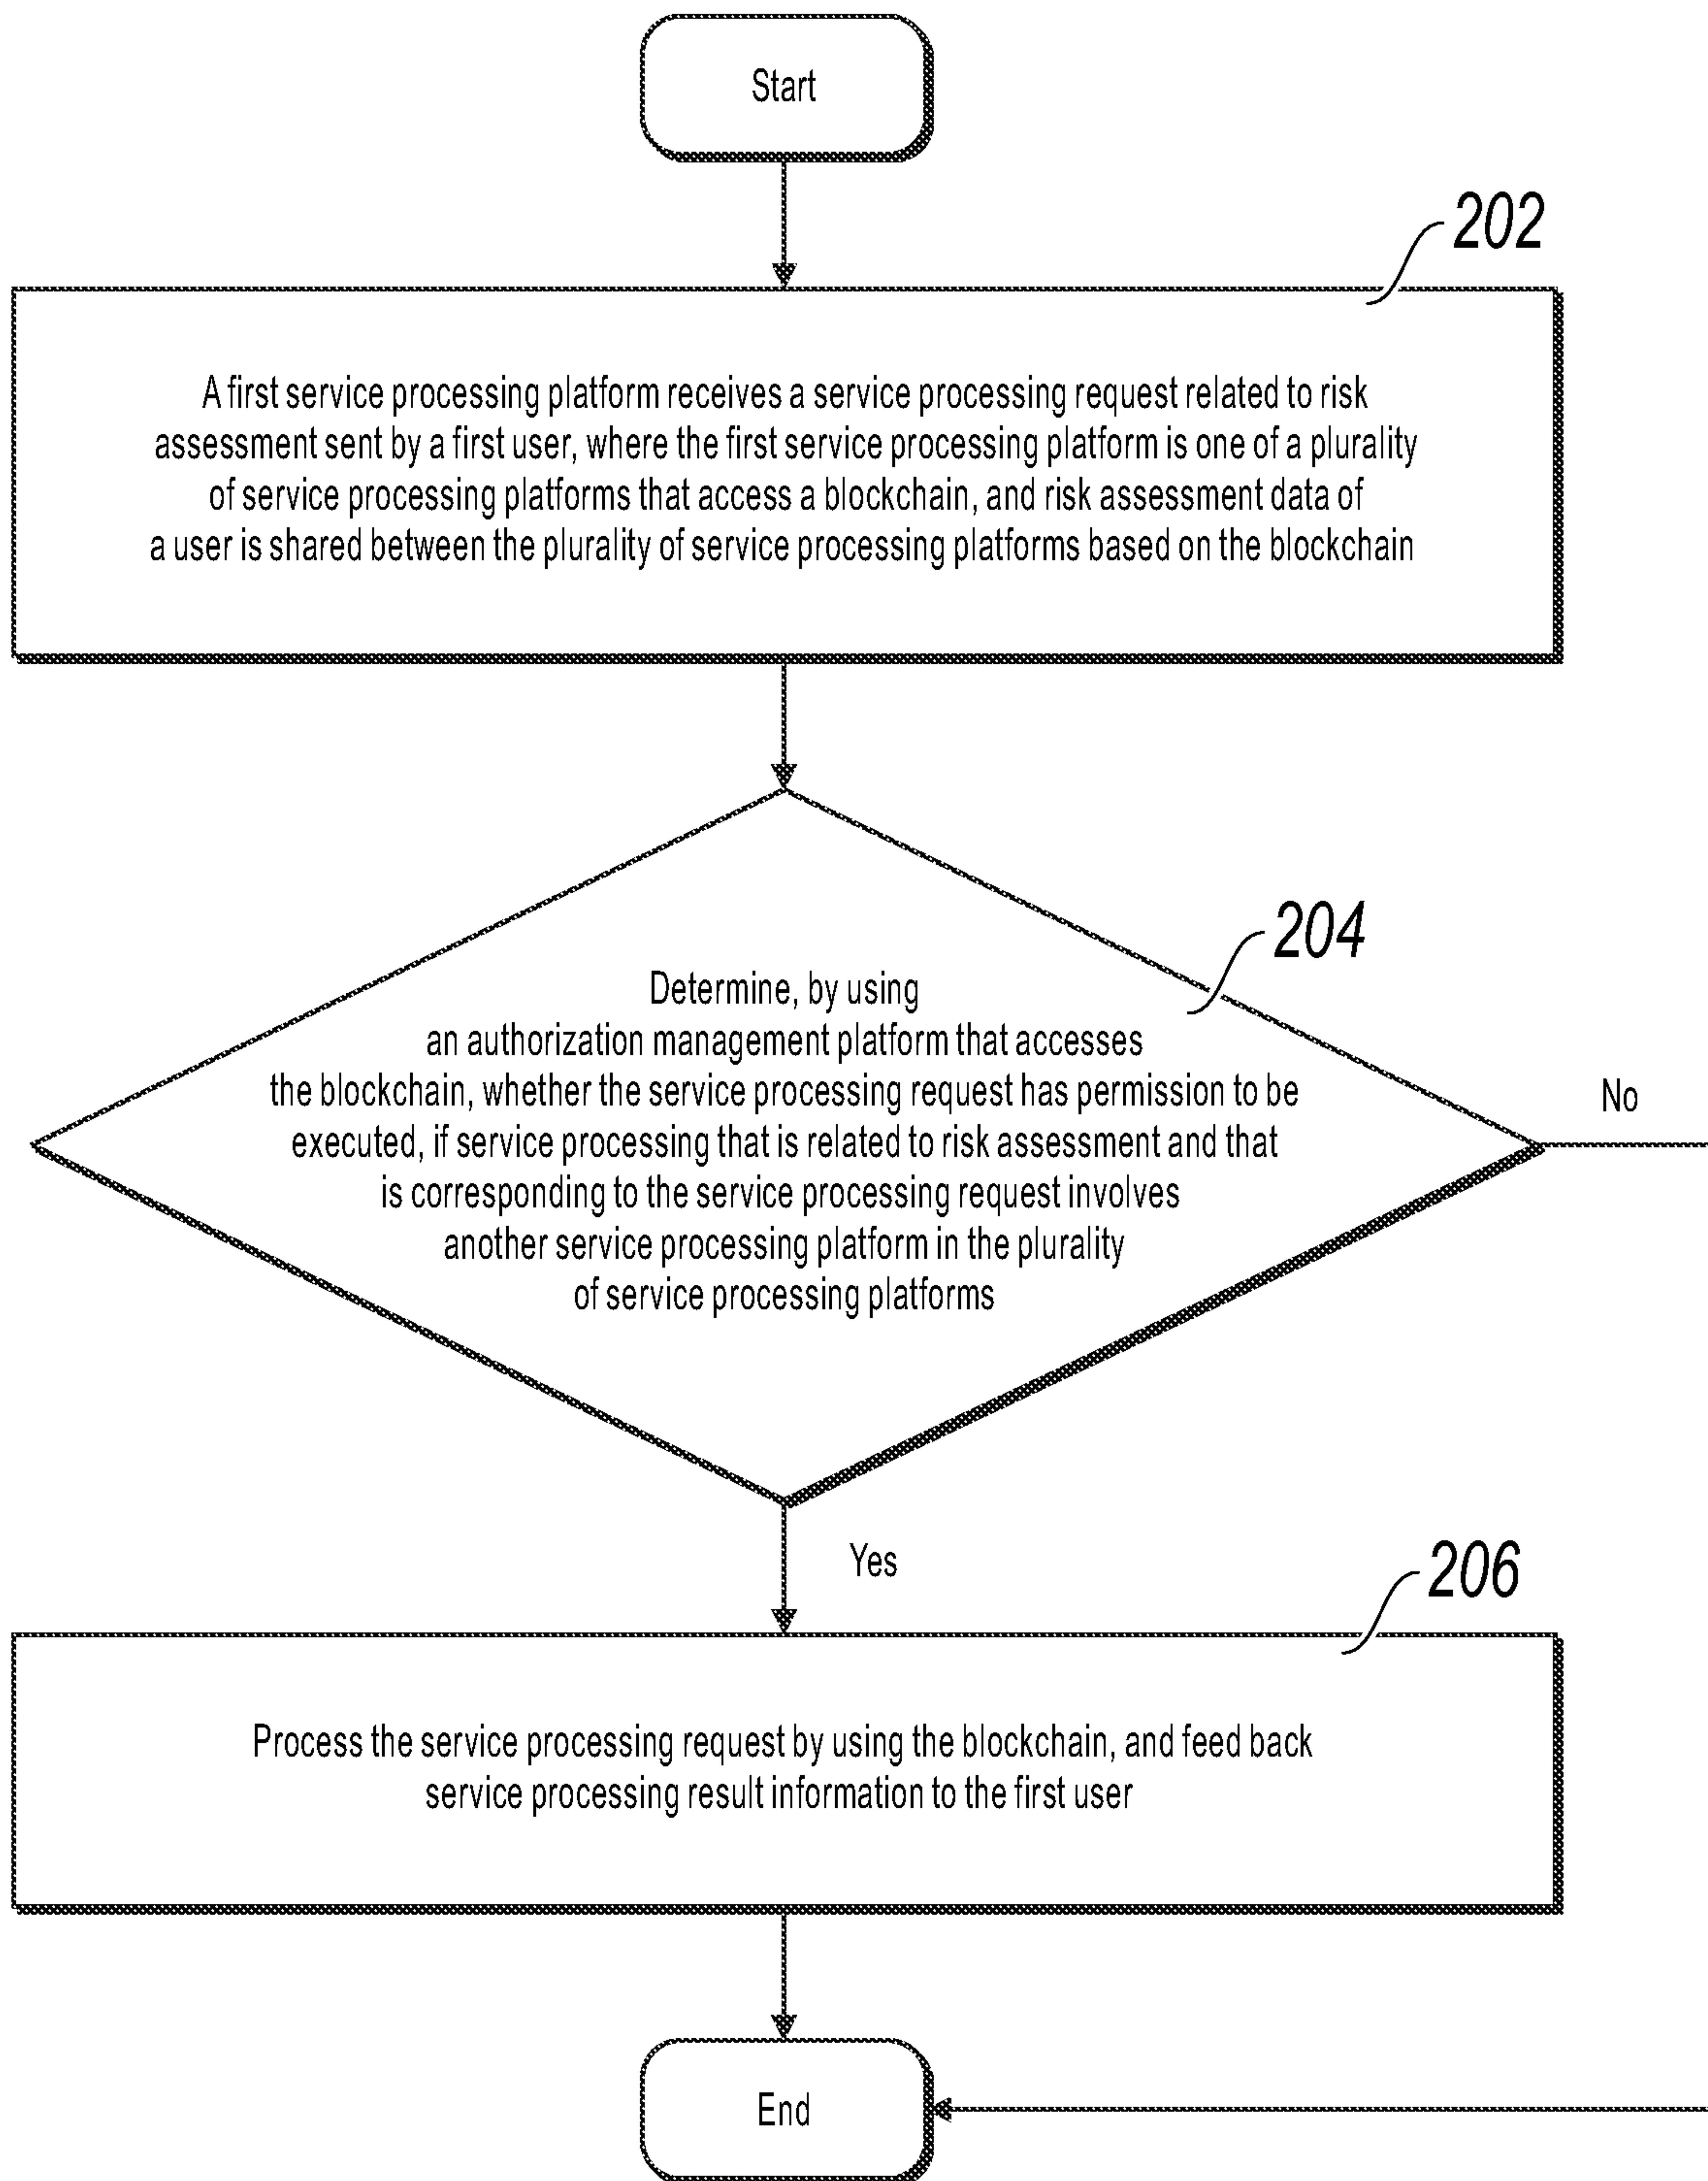 Start
202
A first service processing platform receives a service processing request related to risk
assessment sent by a first user, where the first service processing platform is one of a plurality
of service processing platforms that access a blockchain, and risk assessment data of
a user is shared between the plurality of service processing platforms based on the blockchain
204
Determine, by using
an authorization management platform that accesses
the blockchain, whether the service processing request has permission to be
executed, if service processing that is related to risk assessment and that
is corresponding to the service processing request involves
another service processing platform in the plurality
of service processing platforms
No
Yes
206
Process the service processing request by using the blockchain, and feed back
service processing result information to the first user
End